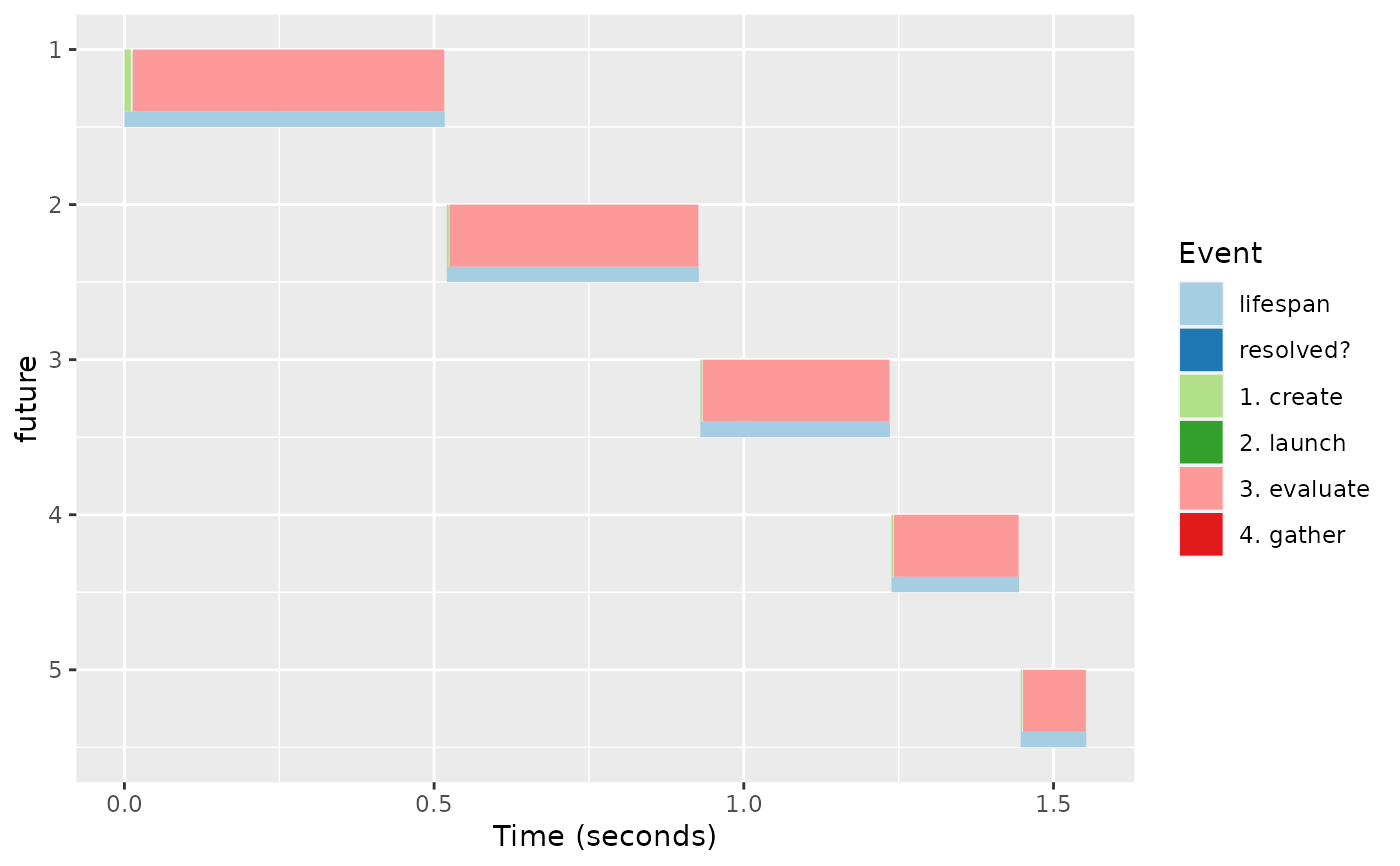 1
2
3
4
5
future
0.0
0.5
1.0
1.5
Time (seconds)
Event
lifespan
resolved?
1. create
2. launch
3. evaluate
4. gather